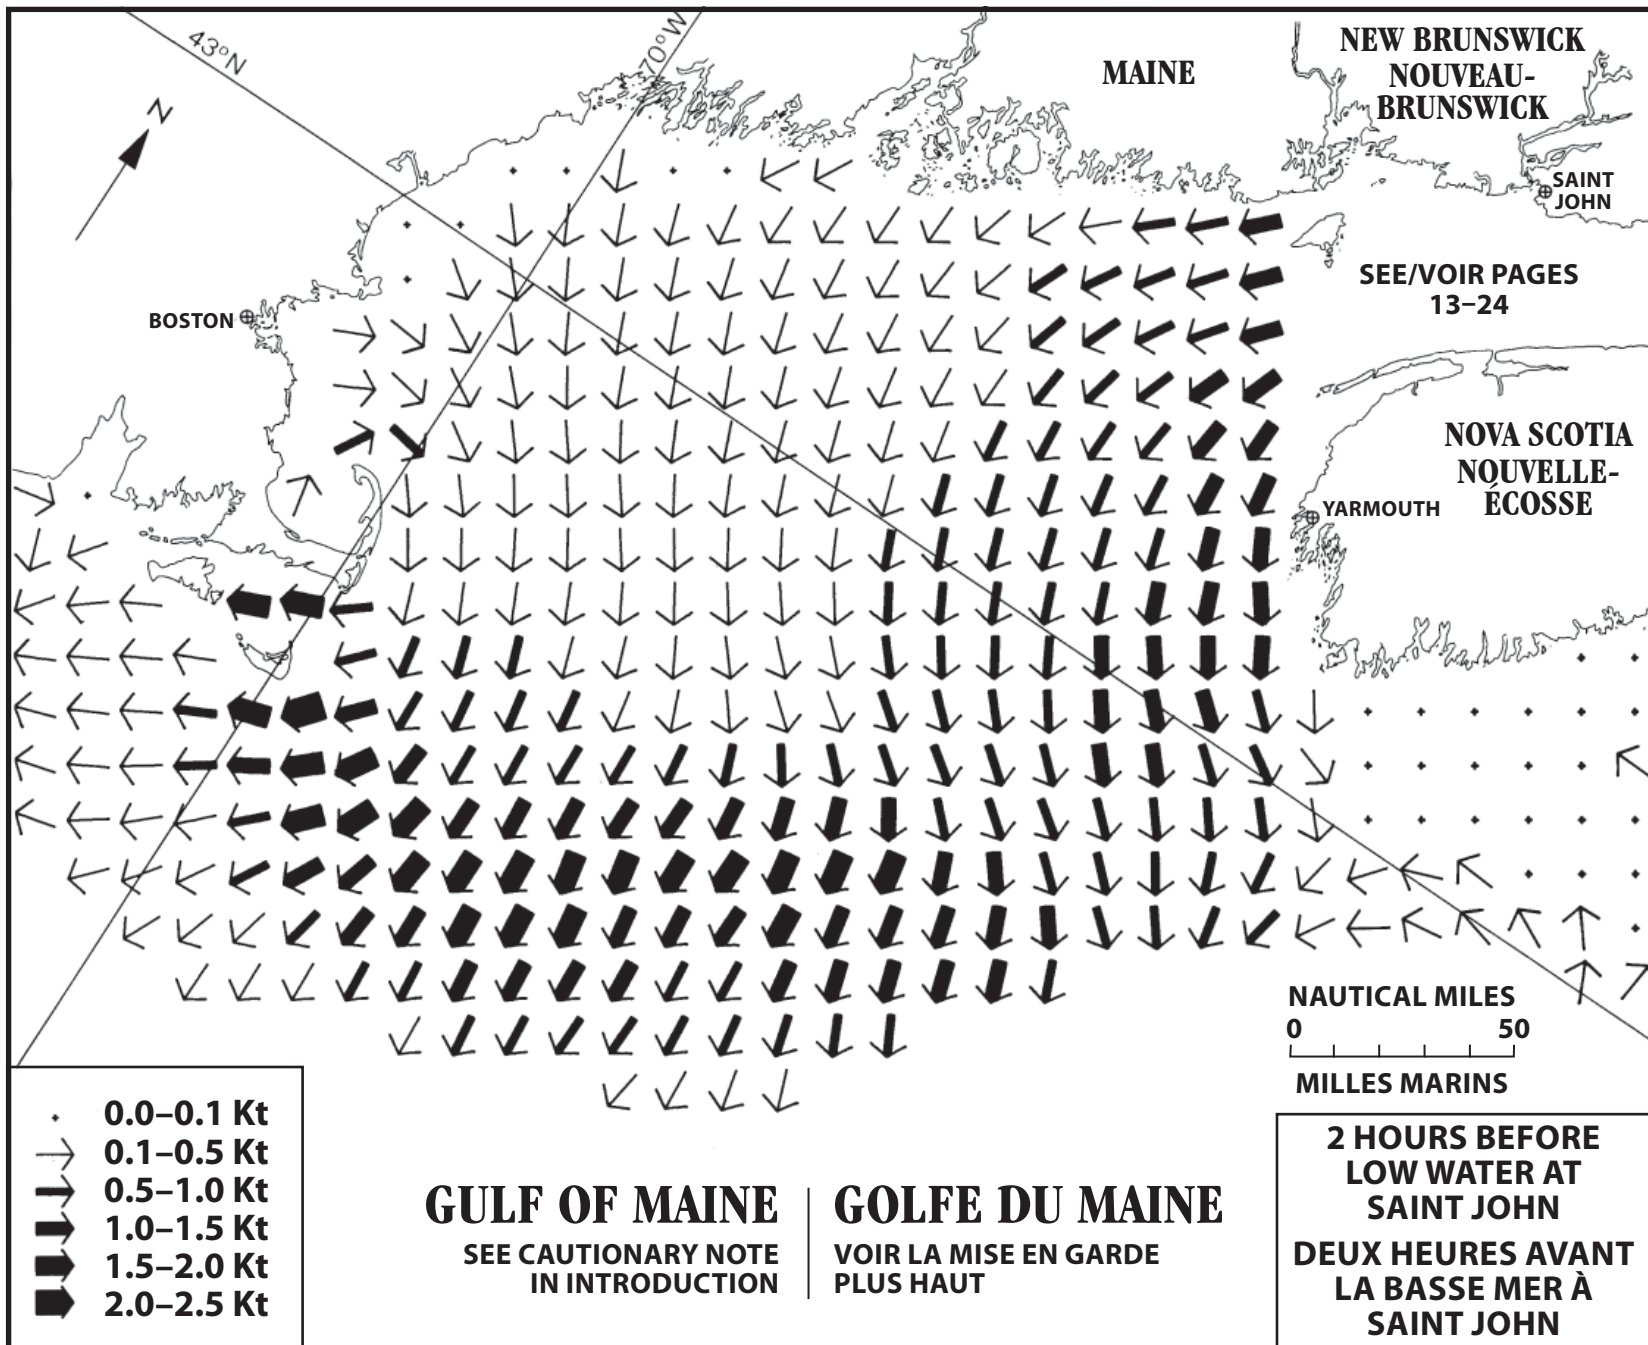 43°N
70°W
N
MAINE
NEW BRUNSWICK
NOUVEAU-
BRUNSWICK
SAINT
JOHN
SEE/VOIR PAGES
13–24
BOSTON
NOVA SCOTIA
NOUVELLE-
ÉCOSSE
YARMOUTH
NAUTICAL MILES
0 50
MILLES MARINS
0.0–0.1 Kt
0.1–0.5 Kt
0.5–1.0 Kt
1.0–1.5 Kt
1.5–2.0 Kt
2.0–2.5 Kt
GULF OF MAINE
SEE CAUTIONARY NOTE
IN INTRODUCTION
GOLFE DU MAINE
VOIR LA MISE EN GARDE
PLUS HAUT
2 HOURS BEFORE
LOW WATER AT
SAINT JOHN
DEUX HEURES AVANT
LA BASSE MER À
SAINT JOHN